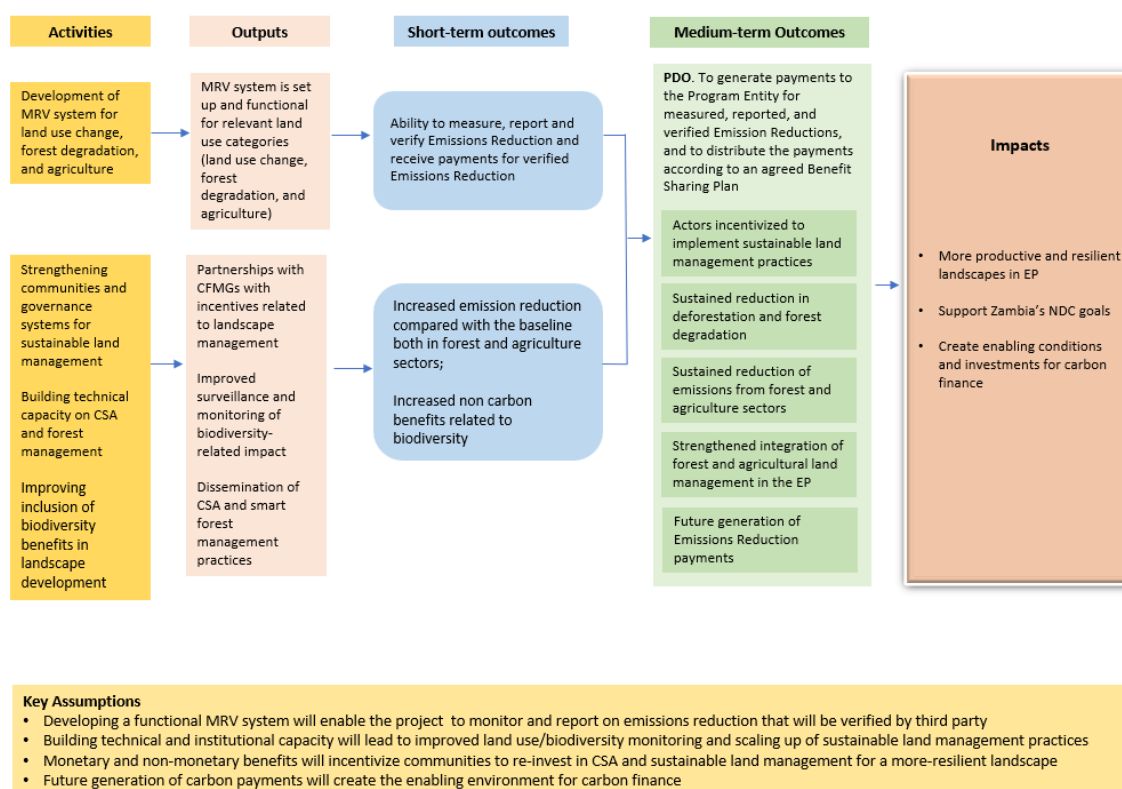 Activities
Outputs
Short-term outcomes
Medium-term Outcomes
Development of
MRV system for
land use change,
forest degradation,
and agriculture
MRV system is set
up and functional
for relevant land
use categories
(land use change,
forest
degradation, and
agriculture)
Ability to measure, report and
verify Emissions Reduction and
receive payments for verified
Emissions Reduction
PDO. To generate payments to
the Program Entity for
measured, reported, and
verified Emission Reductions,
and to distribute the payments
according to an agreed Benefit
Sharing Plan
Impacts
Strengthening
communities and
governance
systems for
sustainable land
management
Building technical
capacity on CSA
and forest
management
Improving
inclusion of
biodiversity
benefits in
landscape
development
Partnerships with
CFMGs with
incentives related
to landscape
management
Improved
surveillance and
monitoring of
biodiversity-
related impact
Dissemination of
CSA and smart
forest
management
practices
Increased emission reduction
compared with the baseline
both in forest and agriculture
sectors;
Increased non carbon
benefits related to
biodiversity
Actors incentivized to
implement sustainable land
management practices
Sustained reduction in
deforestation and forest
degradation
Sustained reduction of
emissions from forest and
agriculture sectors
Strengthened integration of
forest and agricultural land
management in the EP
Future generation of
Emissions Reduction
payments
• More productive and resilient
landscapes in EP
• Support Zambia's NDC goals
• Create enabling conditions
and investments for carbon
finance
Key Assumptions
• Developing a functional MRV system will enable the project to monitor and report on emissions reduction that will be verified by third party
• Building technical and institutional capacity will lead to improved land use/biodiversity monitoring and scaling up of sustainable land management practices
• Monetary and non-monetary benefits will incentivize communities to re-invest in CSA and sustainable land management for a more-resilient landscape
• Future generation of carbon payments will create the enabling environment for carbon finance